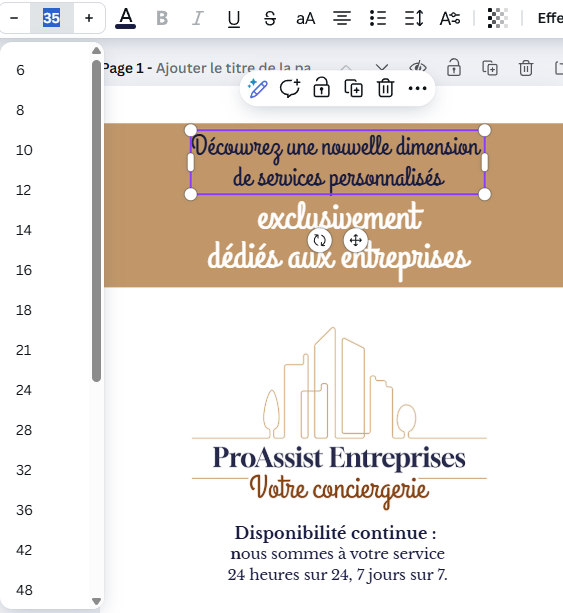 – 35 A B I U S aA Effe
Page 1 - Ajouter le titre de la pa
6
8
10
12
14
16
18
21
24
28
32
36
42
48
Découvrez une nouvelle dimension
de services personnalisés
exclusivement
dédiés aux entreprises
ProAssist Entreprises
Votre conciergerie
Disponibilité continue :
nous sommes à votre service
24 heures sur 24, 7 jours sur 7.